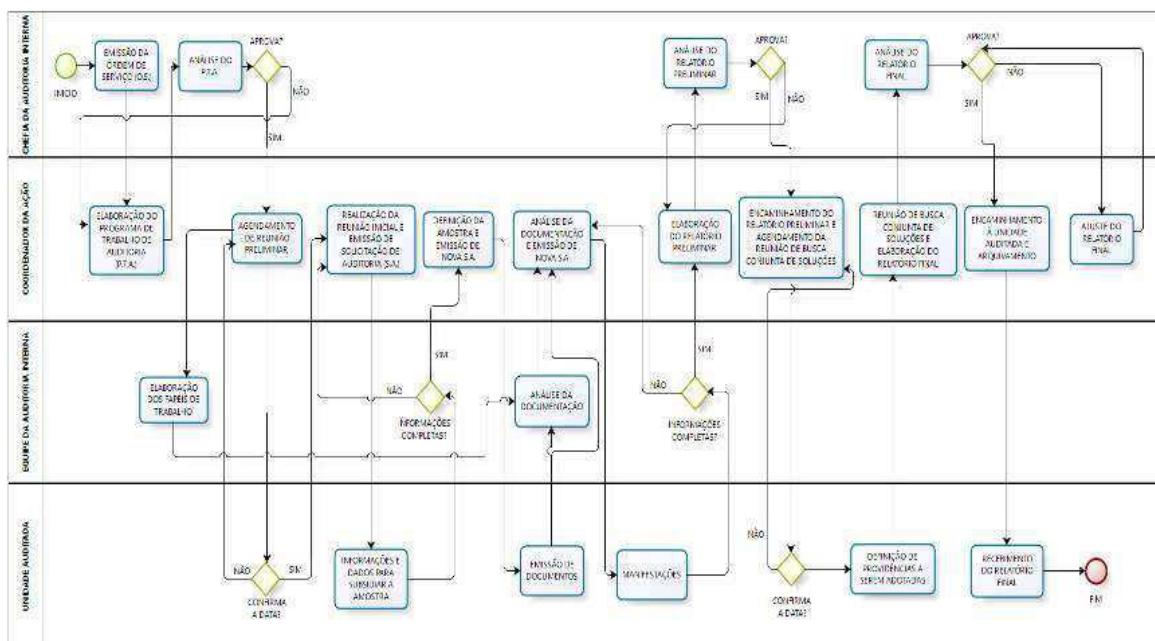 CHEFIA DA AUDITORIA INTERNA
INÍCIO
EMISSÃO DA
ORDEM DE
SERVIÇO (O.S.)
ANÁLISE DO
P.T.A.
APROVA?
NÃO
SIM
ANÁLISE DO
RELATÓRIO
PRELIMINAR
APROVA?
SIM
NÃO
ANÁLISE DO
RELATÓRIO
FINAL
APROVA?
NÃO
SIM
COORDENADOR DA AÇÃO
ELABORAÇÃO DO
PROGRAMA DE
TRABALHO DE
AUDITORIA
(P.T.A.)
AGENDAMENTO
DE REUNIÃO
PRELIMINAR
REALIZAÇÃO DA
REUNIÃO INICIAL E
EMISSÃO DE
SOLICITAÇÃO DE
AUDITORIA (S.A.)
DEFINIÇÃO DA
AMOSTRA E
EMISSÃO DE
NOVA S.A.
ANÁLISE DA
DOCUMENTAÇÃO
E EMISSÃO DE
NOVA S.A.
ELABORAÇÃO
DO RELATÓRIO
PRELIMINAR
ENCAMINHAMENTO DO
RELATÓRIO PRELIMINAR E
AGENDAMENTO DA
REUNIÃO DE BUSCA
CONJUNTA DE SOLUÇÕES
REUNIÃO DE BUSCA
CONJUNTA DE
SOLUÇÕES E
ELABORAÇÃO DO
RELATÓRIO FINAL
ENCAMINHAMENTO
À UNIDADE
AUDITADA E
ARQUIVAMENTO
AJUSTE DO
RELATÓRIO
FINAL
EQUIPE DA AUDITORIA INTERNA
ELABORAÇÃO
DOS PAPÉIS DE
TRABALHO
NÃO
SIM
INFORMAÇÕES
COMPLETAS?
ANÁLISE DA
DOCUMENTAÇÃO
NÃO
SIM
INFORMAÇÕES
COMPLETAS?
UNIDADE AUDITADA
NÃO
SIM
CONFIRMA
A DATA?
INFORMAÇÕES E
DADOS PARA
SUBSIDIAR A
AMOSTRA
EMISSÃO DE
DOCUMENTOS
MANIFESTAÇÕES
NÃO
CONFIRMA
A DATA?
DEFINIÇÃO DE
PROVIDÊNCIAS A
SEREM ADOTADAS
RECEBIMENTO
DO RELATÓRIO
FINAL
FIM